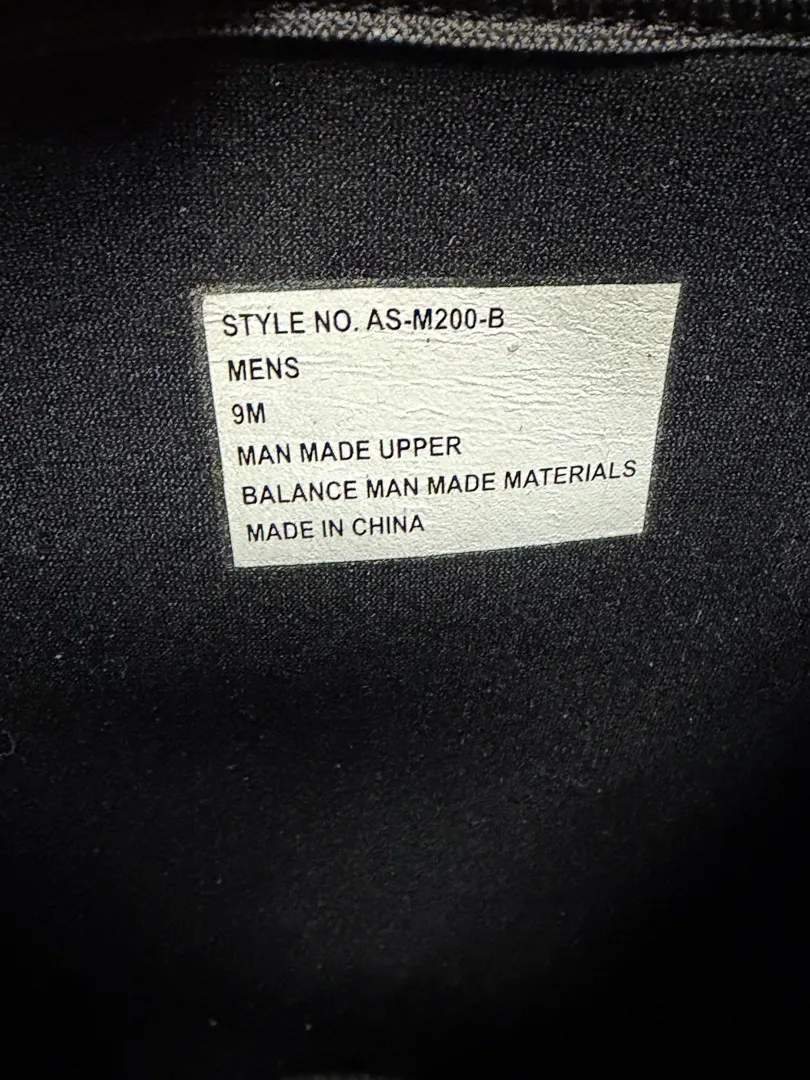 STYLE NO. AS-M200-B
MENS
9M
MAN MADE UPPER
BALANCE MAN MADE MATERIALS
MADE IN CHINA